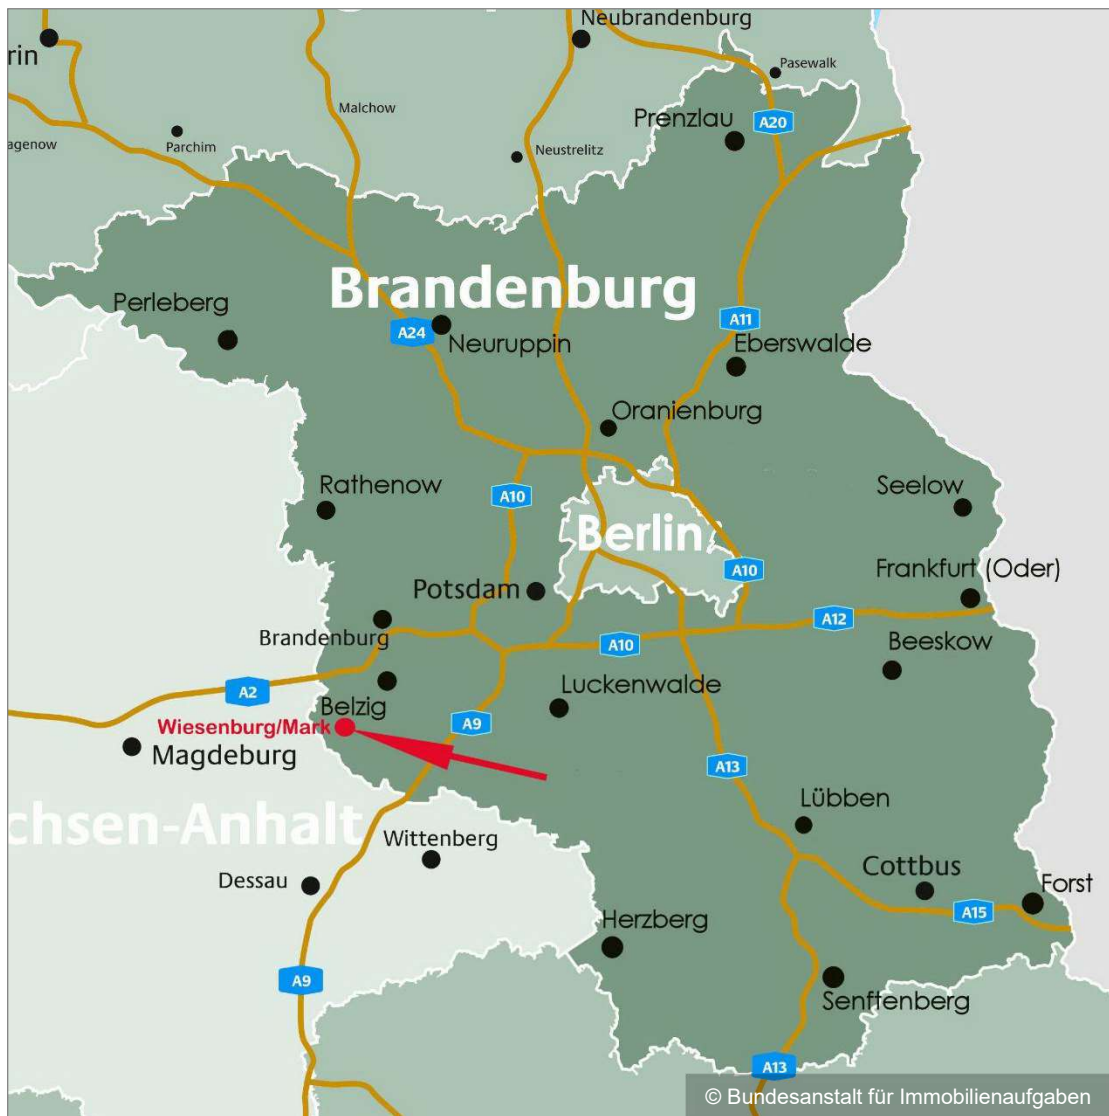 Neubrandenburg
rin
Pasewalk
Malchow
Prenzlau
A20
agenow
Parchim
Neustrelitz
Brandenburg
Perleberg
A24
Neuruppin
A11
Eberswalde
Oranienburg
Rathenow
A10
Seelow
Berlin
A10
Frankfurt (Oder)
Potsdam
Brandenburg
A12
A10
Beeskow
A2
Belzig
Luckenwalde
Wiesenburg/Mark
A9
Magdeburg
A13
chsen-Anhalt
Lübben
Wittenberg
Dessau
Cottbus
Forst
A15
Herzberg
A9
Senftenberg
A13
© Bundesanstalt für Immobilienaufgaben